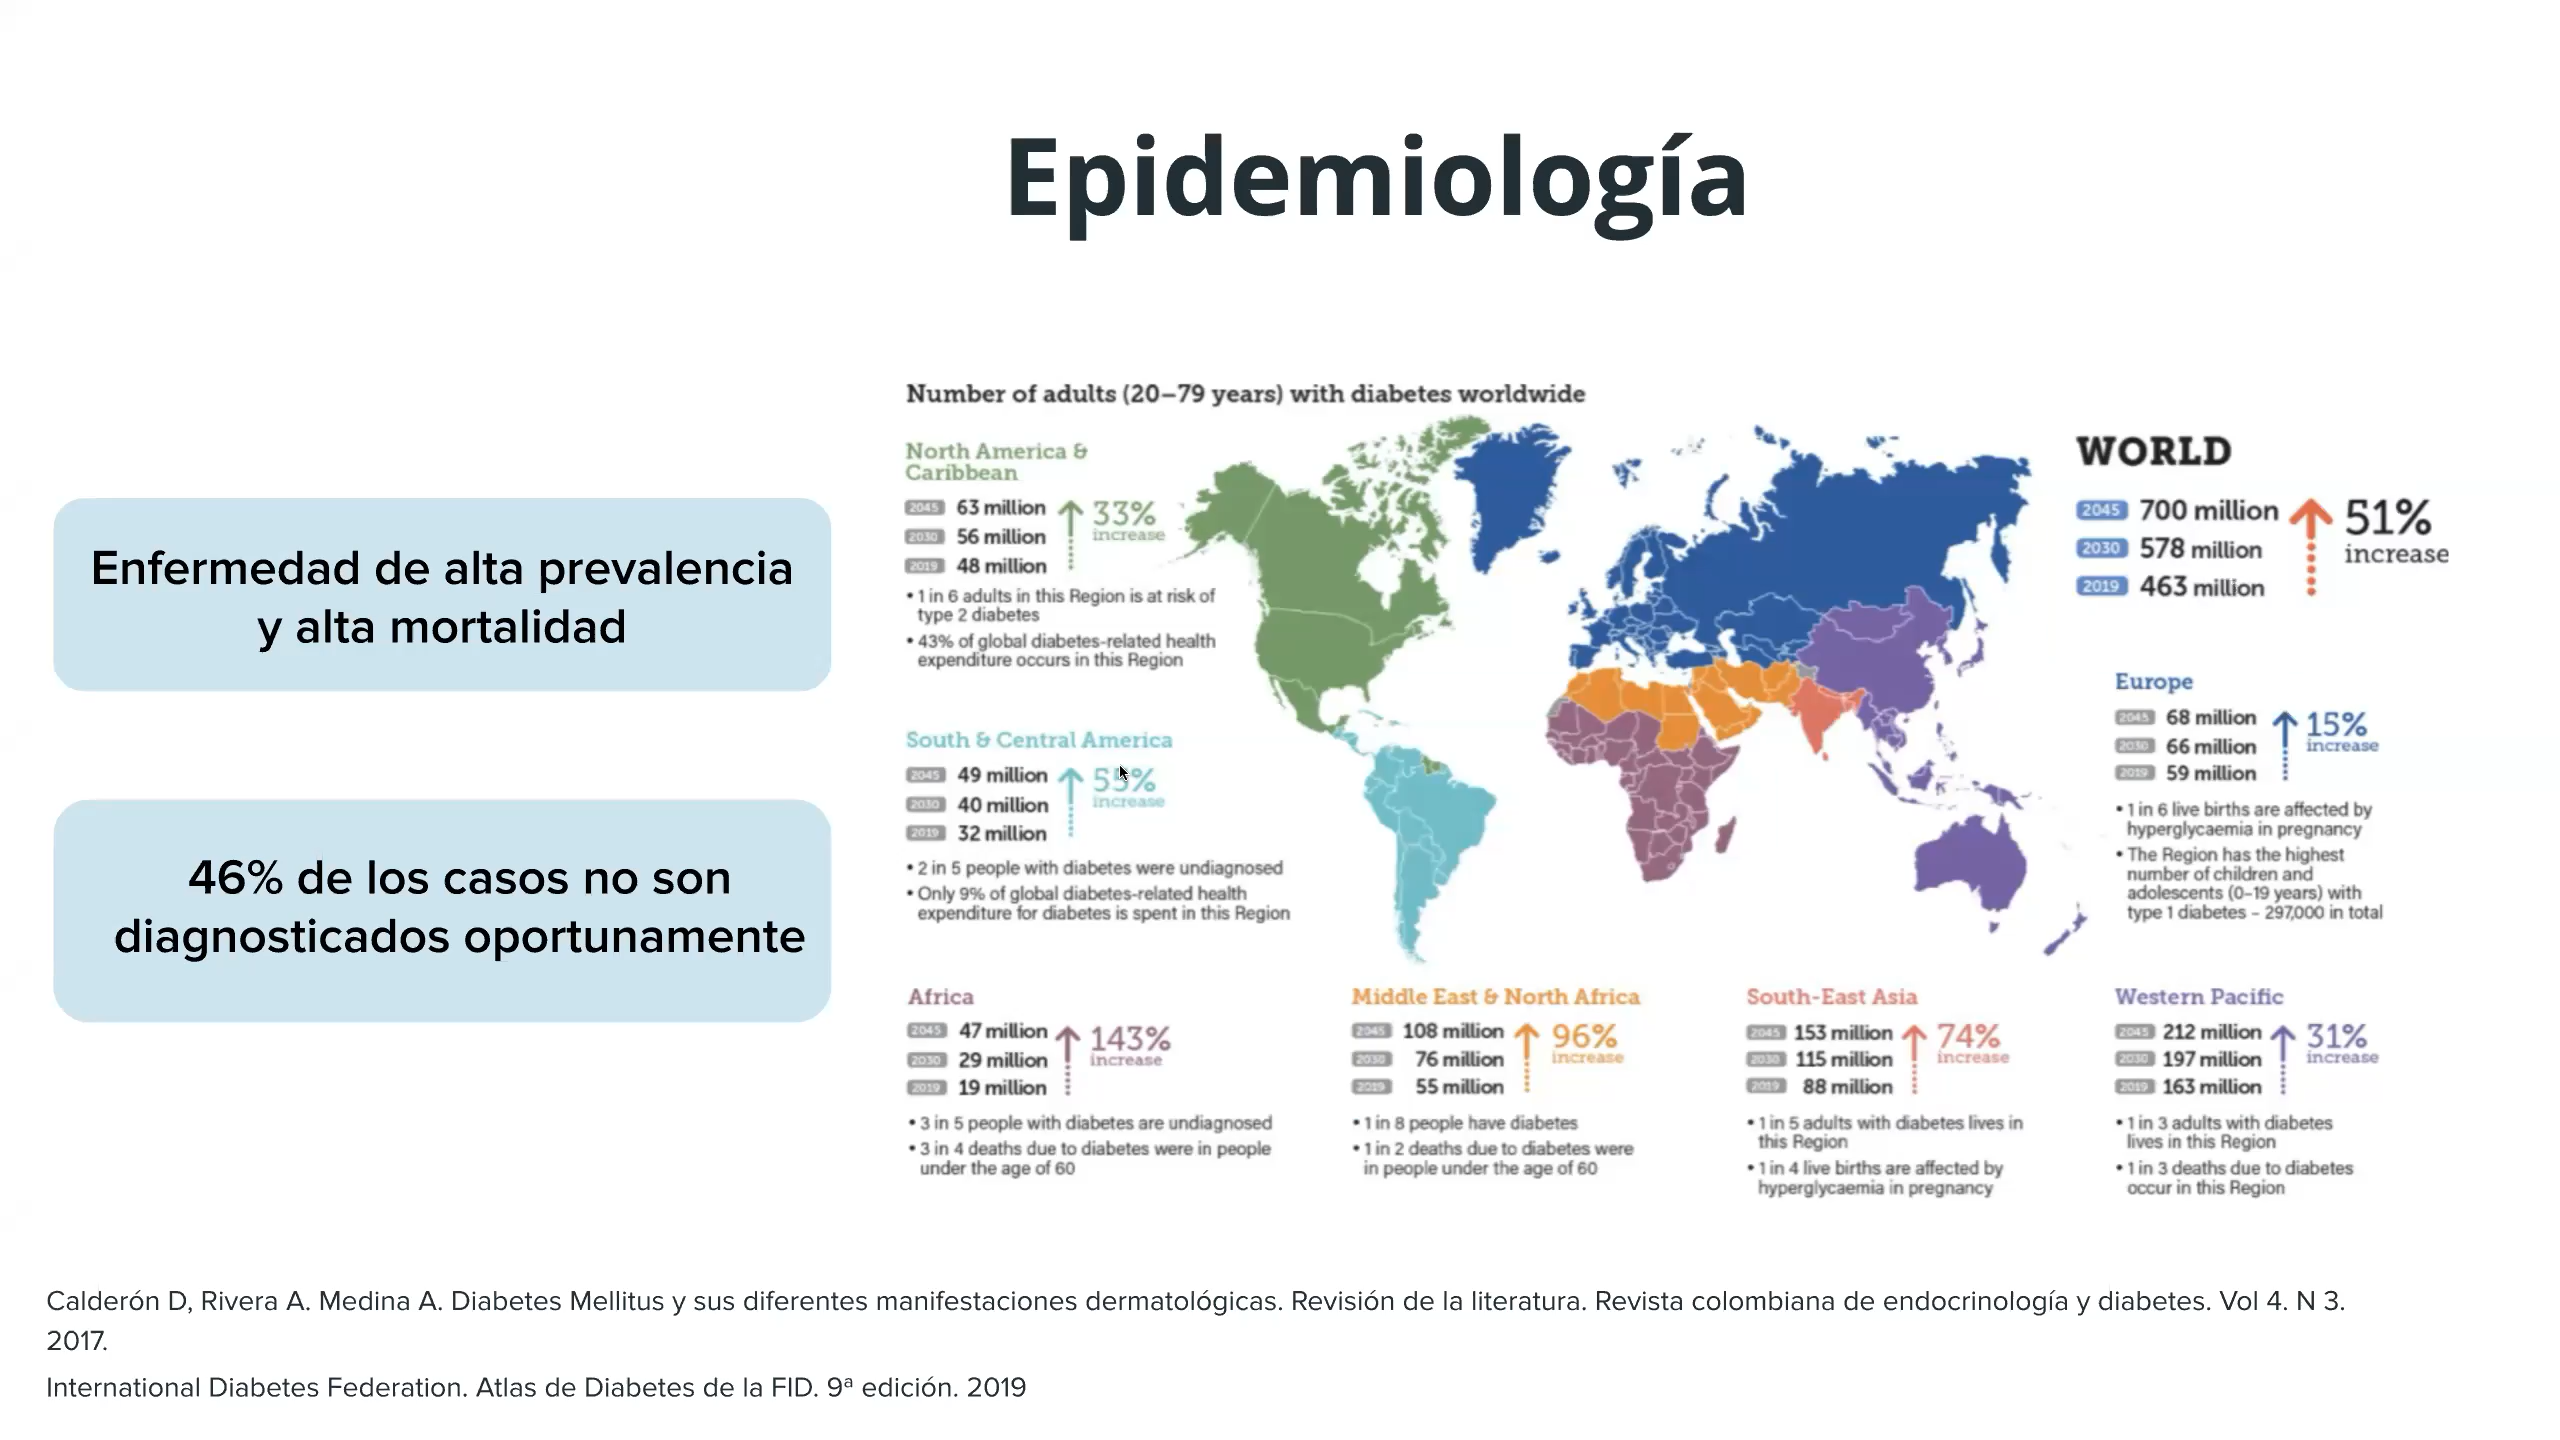 Epidemiología
Enfermedad de alta prevalencia
y alta mortalidad
46% de los casos no son
diagnosticados oportunamente
Number of adults (20–79 years) with diabetes worldwide
North America &
Caribbean
2045 63 million
2030 56 million
2019 48 million
33%
increase
• 1 in 6 adults in this Region is at risk of
type 2 diabetes
• 43% of global diabetes-related health
expenditure occurs in this Region
South & Central America
2045 49 million
2030 40 million
2019 32 million
55%
increase
• 2 in 5 people with diabetes were undiagnosed
• Only 9% of global diabetes-related health
expenditure for diabetes is spent in this Region
WORLD
2045 700 million
2030 578 million
2019 463 million
51%
increase
Europe
2045 68 million
2030 66 million
2019 59 million
15%
increase
• 1 in 6 live births are affected by
hyperglycaemia in pregnancy
• The Region has the highest
number of children and
adolescents (0–19 years) with
type 1 diabetes – 297,000 in total
Africa
2045 47 million
2030 29 million
2019 19 million
143%
increase
• 3 in 5 people with diabetes are undiagnosed
• 3 in 4 deaths due to diabetes were in people
under the age of 60
Middle East & North Africa
2045 108 million
2030 76 million
2019 55 million
96%
increase
• 1 in 8 people have diabetes
• 1 in 2 deaths due to diabetes were
in people under the age of 60
South-East Asia
2045 153 million
2030 115 million
2019 88 million
74%
increase
• 1 in 5 adults with diabetes lives in
this Region
• 1 in 4 live births are affected by
hyperglycaemia in pregnancy
Western Pacific
2045 212 million
2030 197 million
2019 163 million
31%
increase
• 1 in 3 adults with diabetes
lives in this Region
• 1 in 3 deaths due to diabetes
occur in this Region
Calderón D, Rivera A. Medina A. Diabetes Mellitus y sus diferentes manifestaciones dermatológicas. Revisión de la literatura. Revista colombiana de endocrinología y diabetes. Vol 4. N 3.
2017.
International Diabetes Federation. Atlas de Diabetes de la FID. 9ª edición. 2019